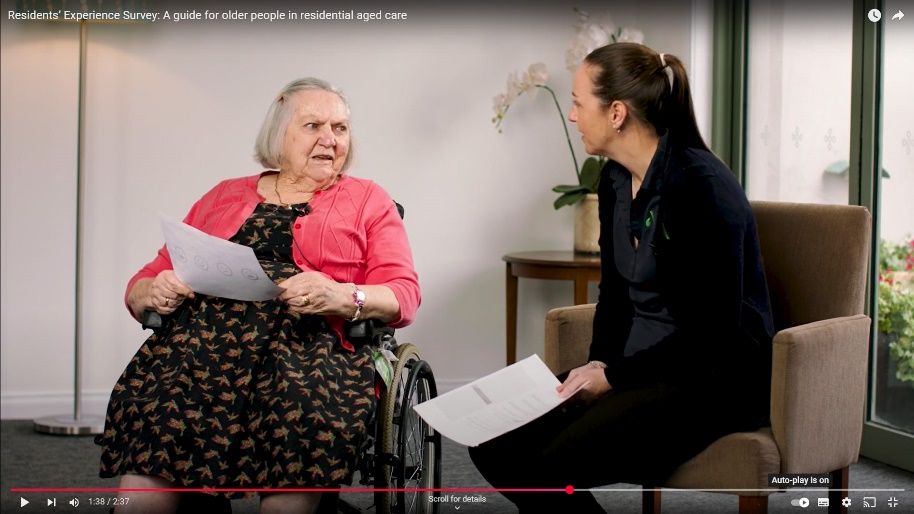 Residents' Experience Survey: A guide for older people in residential aged care
Auto-play is on
1:38 / 2:37
Scroll for details